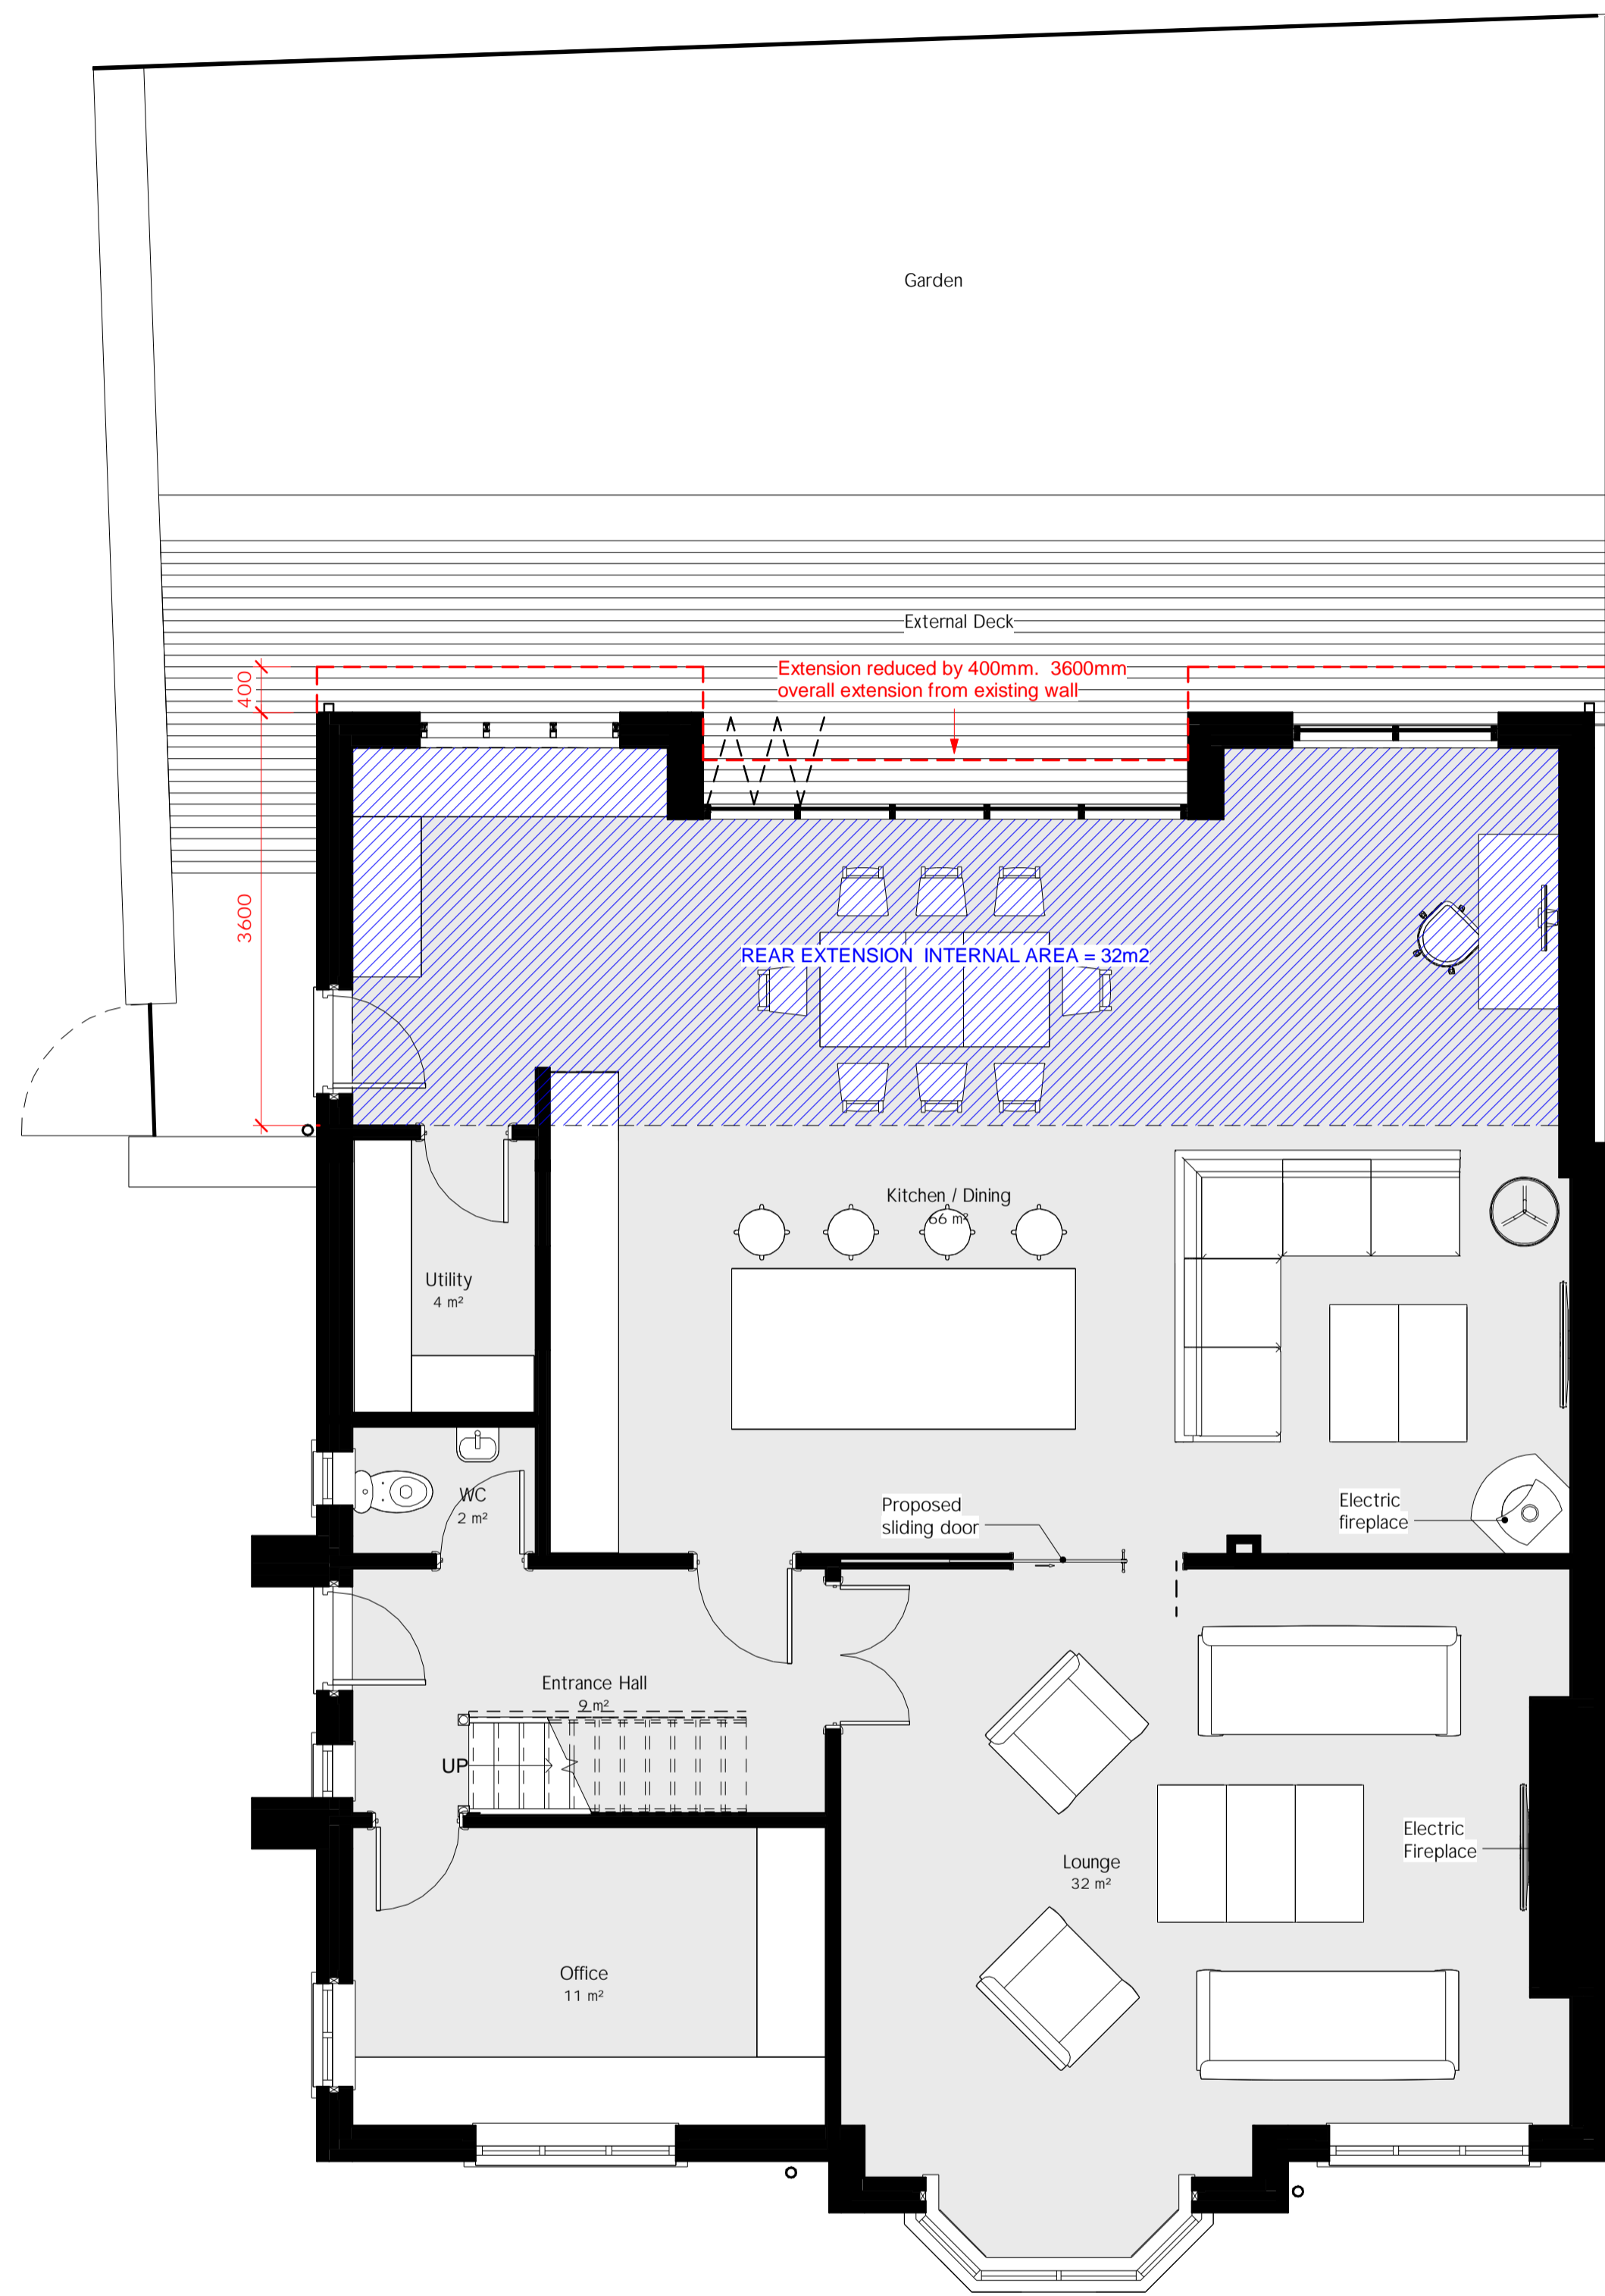 Garden
External Deck
400
Extension reduced by 400mm. 3600mm
overall extension from existing wall
3600
REAR EXTENSION INTERNAL AREA = 32m2
Kitchen / Dining
66 m²
Utility
4 m²
WC
2 m²
Proposed
sliding door
Electric
fireplace
Entrance Hall
9 m²
UP
Electric
Fireplace
Lounge
32 m²
Office
11 m²